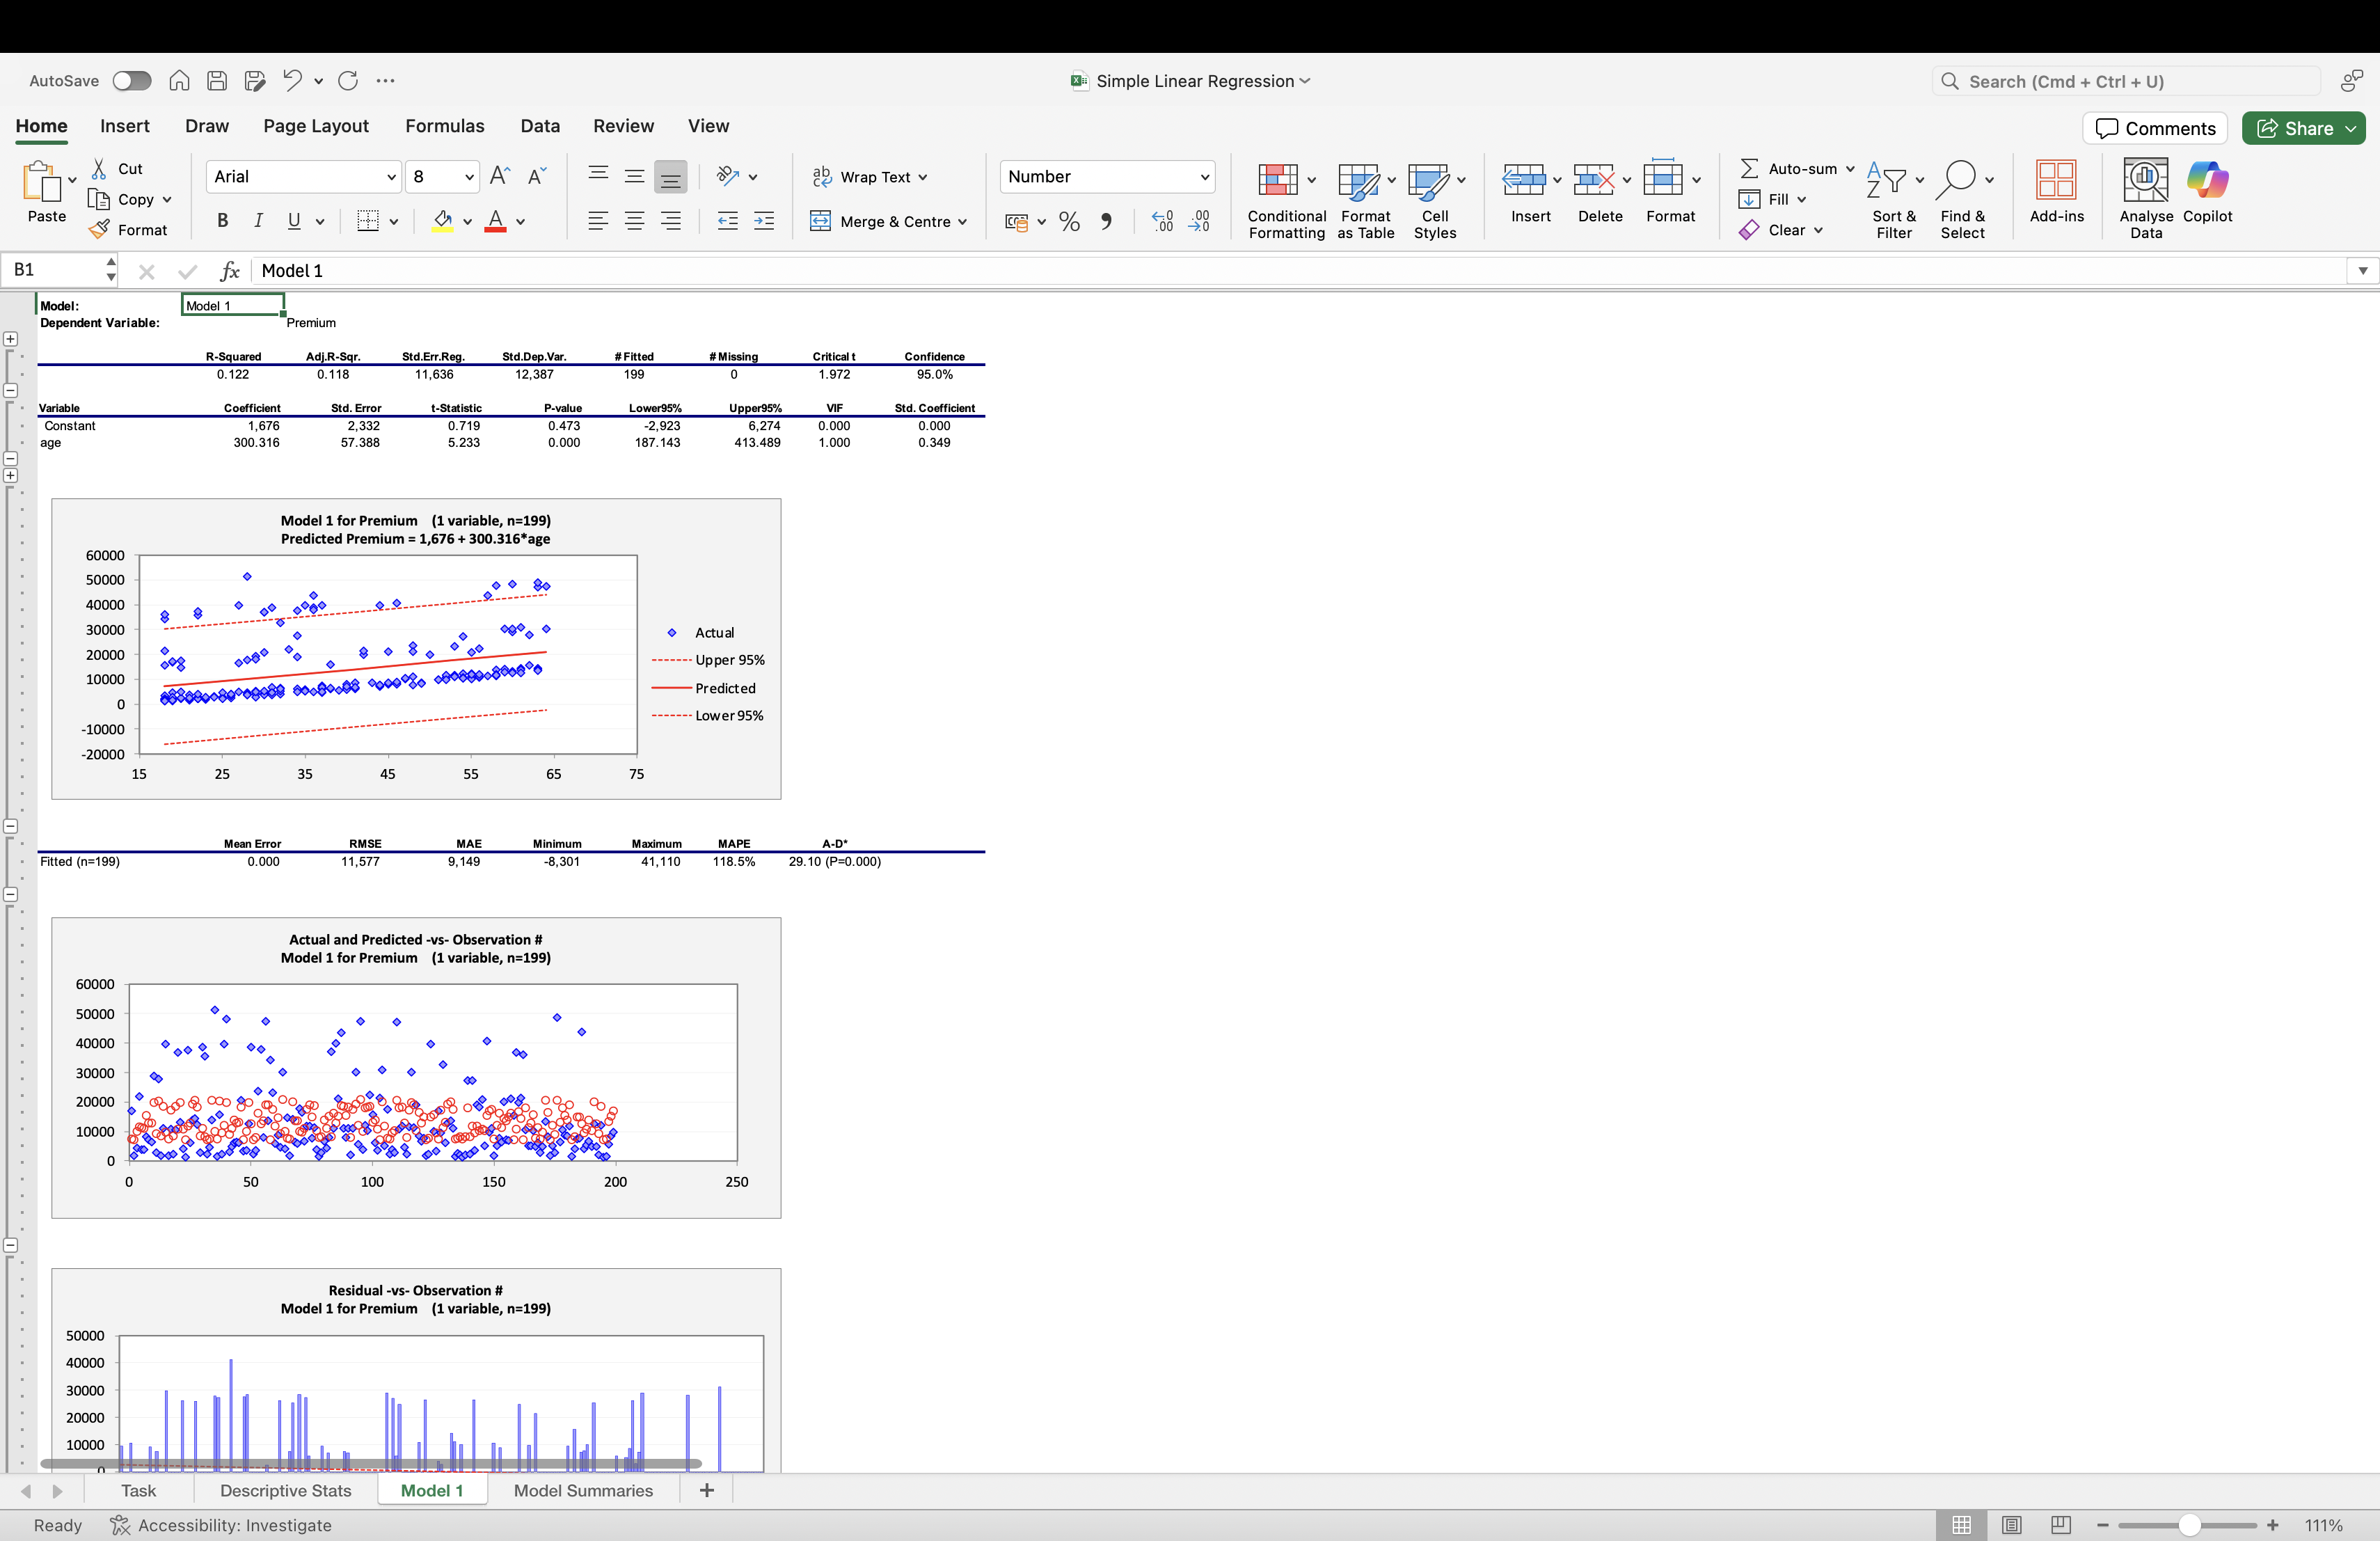 AutoSave
Simple Linear Regression
Search (Cmd + Ctrl + U)
Home Insert Draw Page Layout Formulas Data Review View
Comments Share
Paste
Cut
Copy
Format
Arial 8
B I U
Wrap Text
Merge & Centre
Number
Conditional Formatting
Format as Table
Cell Styles
Insert Delete Format
Auto-sum
Fill
Clear
Sort & Filter
Find & Select
Add-ins
Analyse Data
Copilot
B1 fx Model 1
Model: Model 1
Dependent Variable: Premium
R-Squared Adj.R-Sqr. Std.Err.Reg. Std.Dep.Var. # Fitted # Missing Critical t Confidence
0.122 0.118 11,636 12,387 199 0 1.972 95.0%
Variable Coefficient Std. Error t-Statistic P-value Lower95% Upper95% VIF Std. Coefficient
Constant 1,676 2,332 0.719 0.473 -2,923 6,274 0.000 0.000
age 300.316 57.388 5.233 0.000 187.143 413.489 1.000 0.349
Model 1 for Premium (1 variable, n=199)
Predicted Premium = 1,676 + 300.316*age
60000
50000
40000
30000
20000
10000
0
-10000
-20000
15 25 35 45 55 65 75
Actual
Upper 95%
Predicted
Lower 95%
Mean Error RMSE MAE Minimum Maximum MAPE A-D*
Fitted (n=199) 0.000 11,577 9,149 -8,301 41,110 118.5% 29.10 (P=0.000)
Actual and Predicted -vs- Observation #
Model 1 for Premium (1 variable, n=199)
60000
50000
40000
30000
20000
10000
0
0 50 100 150 200 250
Residual -vs- Observation #
Model 1 for Premium (1 variable, n=199)
50000
40000
30000
20000
10000
0
Task Descriptive Stats Model 1 Model Summaries +
Ready Accessibility: Investigate 111%